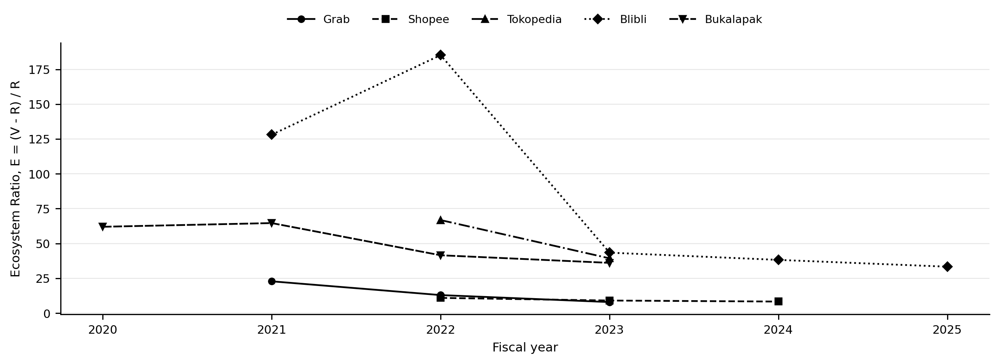 Grab Shopee Tokopedia Blibli Bukalapak
Ecosystem Ratio, E = (V - R) / R
175
150
125
100
75
50
25
0
2020 2021 2022 2023 2024 2025
Fiscal year